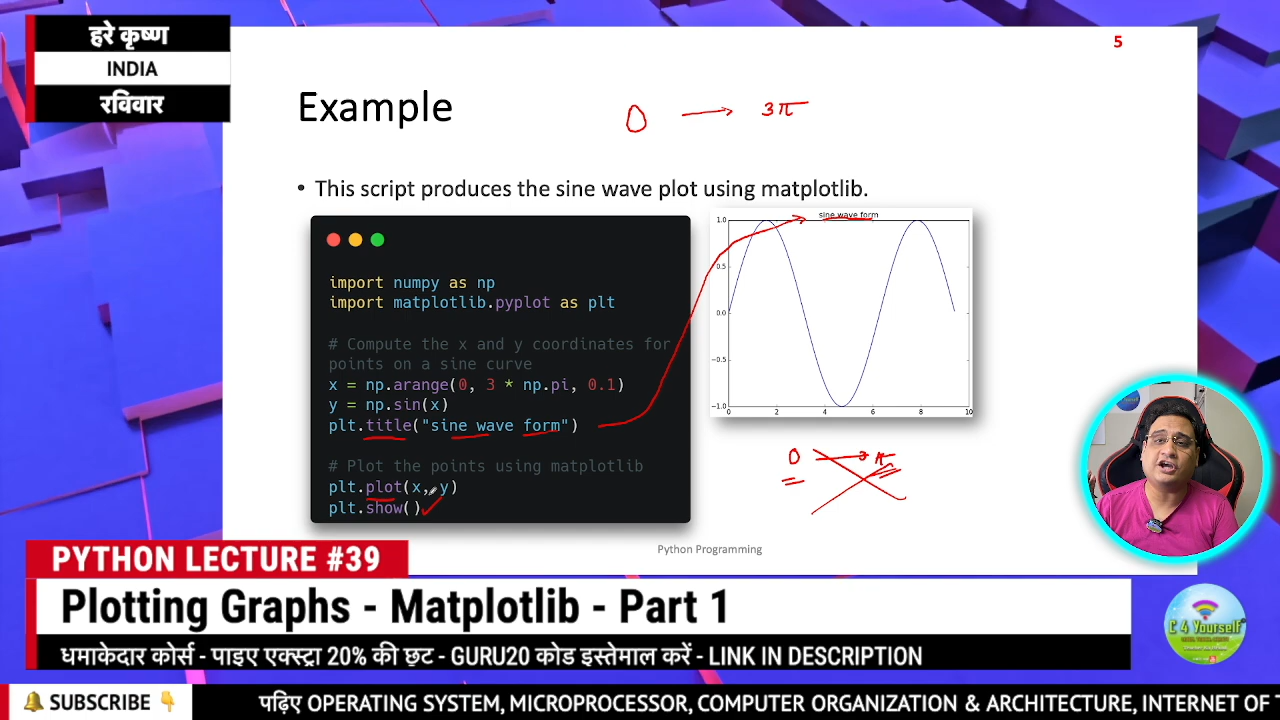 हरे कृष्ण
INDIA
रविवार
5
Example
0 → 3π
• This script produces the sine wave plot using matplotlib.
import numpy as np
import matplotlib.pyplot as plt
# Compute the x and y coordinates for
points on a sine curve
x = np.arange(0, 3 * np.pi, 0.1)
y = np.sin(x)
plt.title("sine wave form")
# Plot the points using matplotlib
plt.plot(x, y)
plt.show()
sine wave form
1.0
0.5
0.0
−0.5
−1.0
0 2 4 6 8 10
0 → π
Python Programming
PYTHON LECTURE #39
Plotting Graphs - Matplotlib - Part 1
C 4 Yourself
धमाकेदार कोर्स - पाइए एक्स्ट्रा 20% की छूट - GURU20 कोड इस्तेमाल करें - LINK IN DESCRIPTION
SUBSCRIBE
पढ़िए OPERATING SYSTEM, MICROPROCESSOR, COMPUTER ORGANIZATION & ARCHITECTURE, INTERNET OF